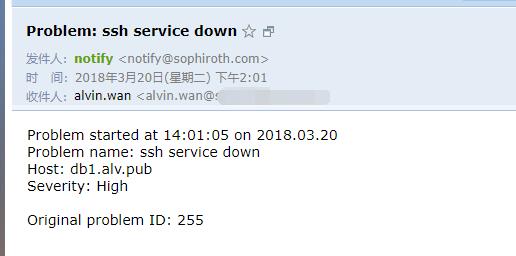 Problem: ssh service down
发件人：notify <notify@sophiroth.com>
时　间：2018年3月20日(星期二) 下午2:01
收件人：alvin.wan <alvin.wan@
Problem started at 14:01:05 on 2018.03.20
Problem name: ssh service down
Host: db1.alv.pub
Severity: High
Original problem ID: 255